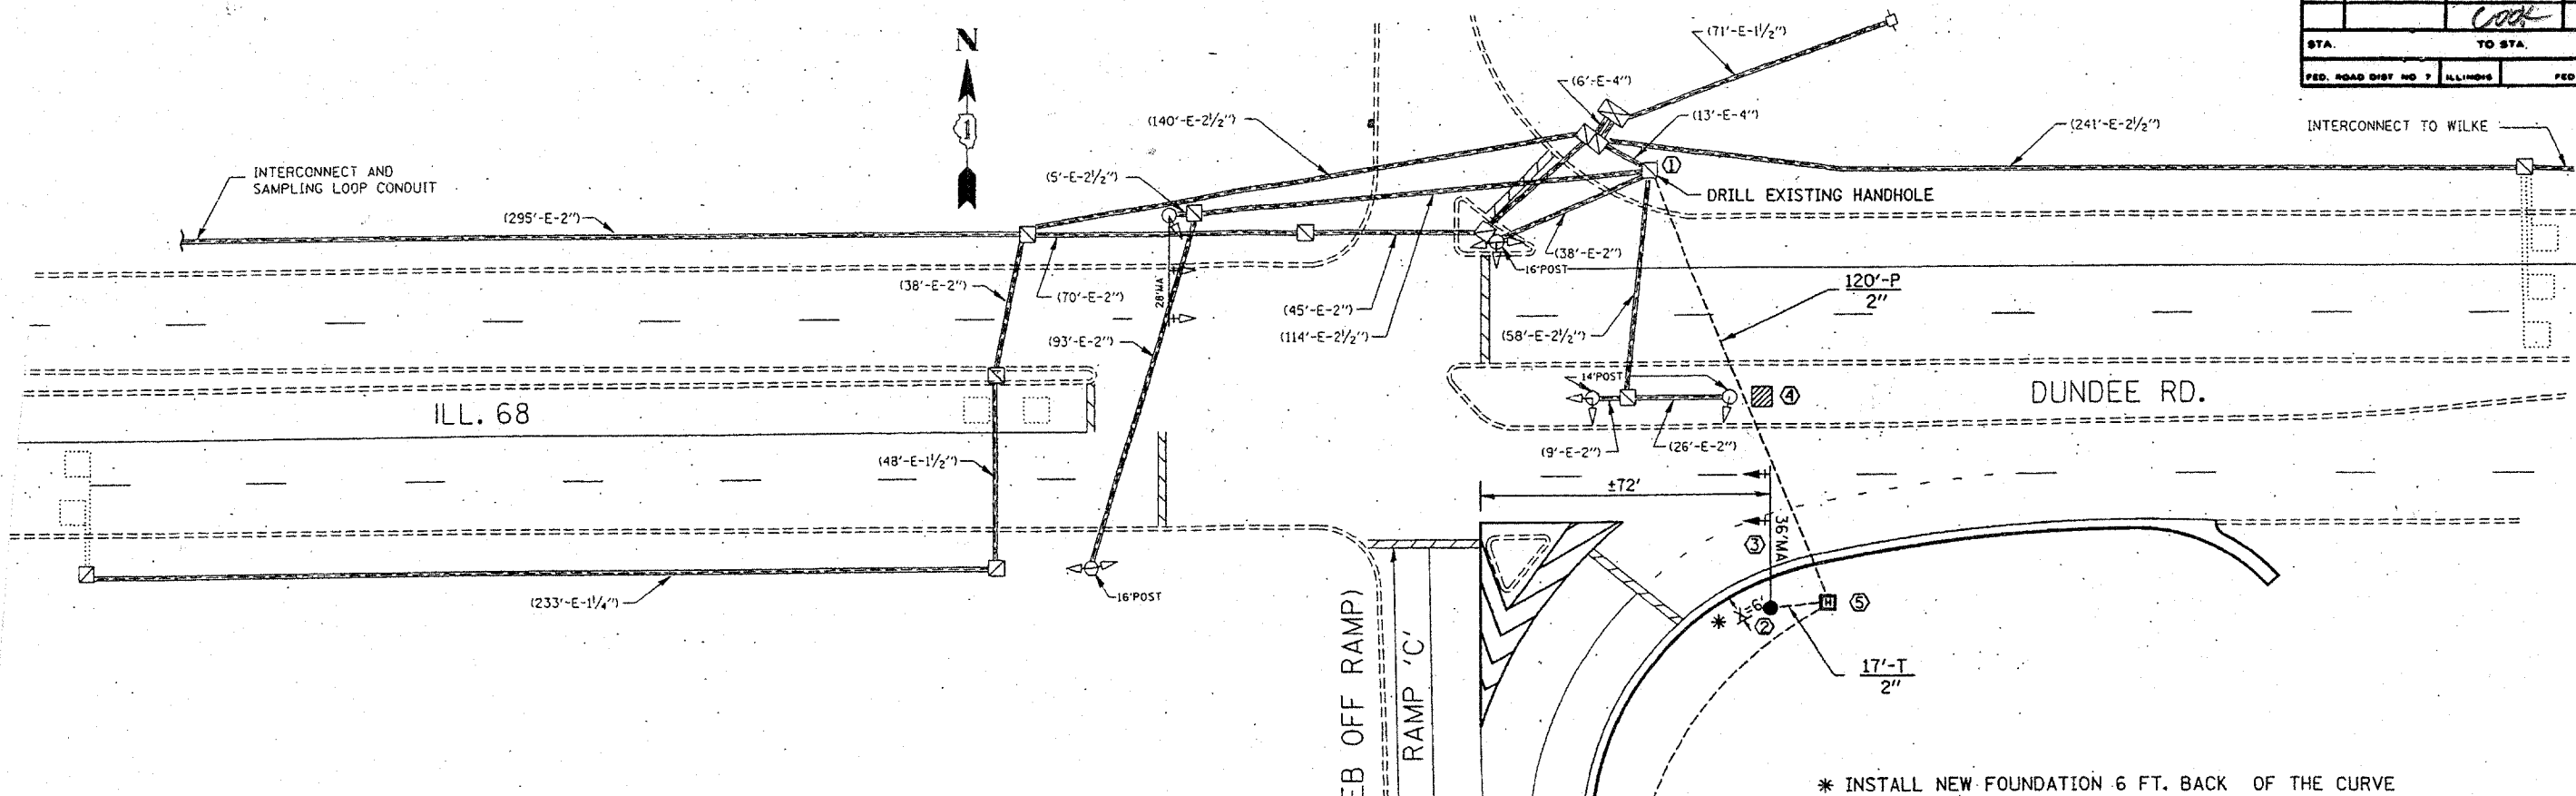 COOK
STA. TO STA.
FED. ROAD DIST NO 7 ILLINOIS FED
N
1
(71'-E-1½")
(6'-E-4")
(140'-E-2½")
(13'-E-4")
(241'-E-2½")
INTERCONNECT TO WILKE
INTERCONNECT AND
SAMPLING LOOP CONDUIT
(5'-E-2½")
1
DRILL EXISTING HANDHOLE
(295'-E-2")
(38'-E-2")
16'POST
(38'-E-2")
(70'-E-2")
28'MA
120'-P
2"
(45'-E-2")
(114'-E-2½")
(58'-E-2½")
(93'-E-2")
14'POST
4
DUNDEE RD.
ILL. 68
(9'-E-2")
(26'-E-2")
(48'-E-1½")
±72'
36'MA
3
(233'-E-1¼")
16'POST
6'
5
* 2
17'-T
2"
EB OFF RAMP)
RAMP 'C'
* INSTALL NEW FOUNDATION 6 FT. BACK OF THE CURVE